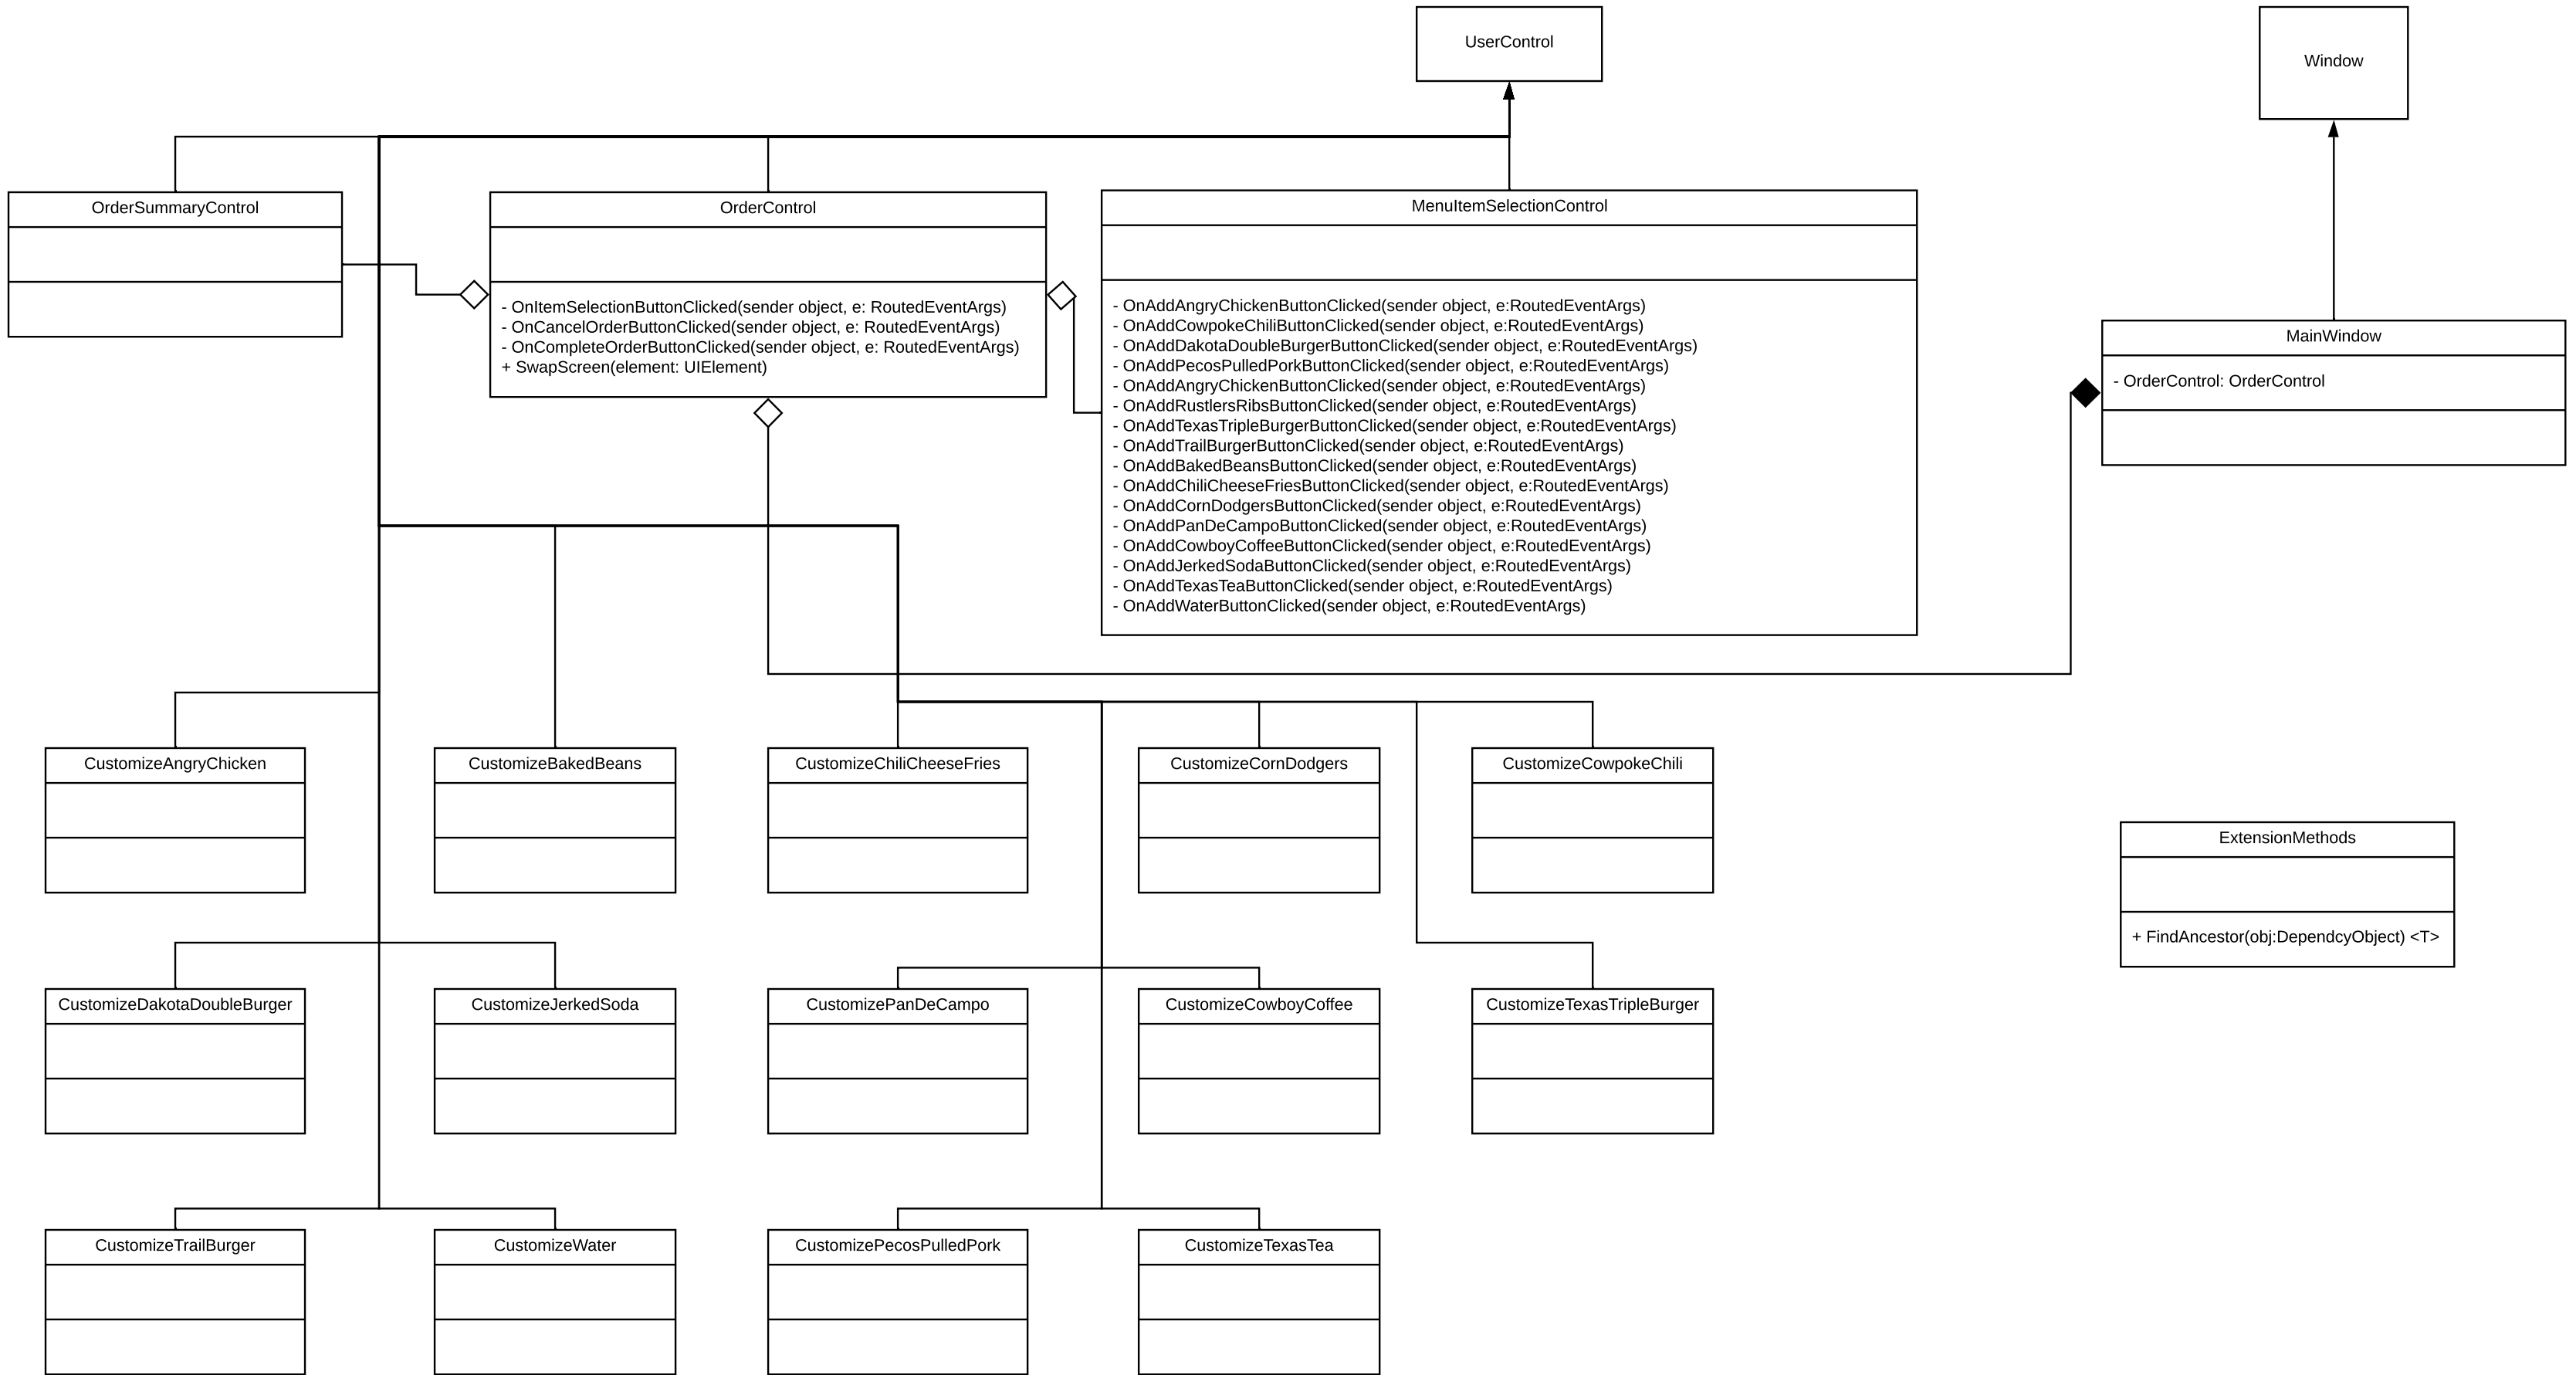 UserControl
Window
OrderSummaryControl
OrderControl
- OnItemSelectionButtonClicked(sender object, e: RoutedEventArgs)
- OnCancelOrderButtonClicked(sender object, e: RoutedEventArgs)
- OnCompleteOrderButtonClicked(sender object, e: RoutedEventArgs)
+ SwapScreen(element: UIElement)
MenuItemSelectionControl
- OnAddAngryChickenButtonClicked(sender object, e:RoutedEventArgs)
- OnAddCowpokeChiliButtonClicked(sender object, e:RoutedEventArgs)
- OnAddDakotaDoubleBurgerButtonClicked(sender object, e:RoutedEventArgs)
- OnAddPecosPulledPorkButtonClicked(sender object, e:RoutedEventArgs)
- OnAddAngryChickenButtonClicked(sender object, e:RoutedEventArgs)
- OnAddRustlersRibsButtonClicked(sender object, e:RoutedEventArgs)
- OnAddTexasTripleBurgerButtonClicked(sender object, e:RoutedEventArgs)
- OnAddTrailBurgerButtonClicked(sender object, e:RoutedEventArgs)
- OnAddBakedBeansButtonClicked(sender object, e:RoutedEventArgs)
- OnAddChiliCheeseFriesButtonClicked(sender object, e:RoutedEventArgs)
- OnAddCornDodgersButtonClicked(sender object, e:RoutedEventArgs)
- OnAddPanDeCampoButtonClicked(sender object, e:RoutedEventArgs)
- OnAddCowboyCoffeeButtonClicked(sender object, e:RoutedEventArgs)
- OnAddJerkedSodaButtonClicked(sender object, e:RoutedEventArgs)
- OnAddTexasTeaButtonClicked(sender object, e:RoutedEventArgs)
- OnAddWaterButtonClicked(sender object, e:RoutedEventArgs)
MainWindow
- OrderControl: OrderControl
CustomizeAngryChicken
CustomizeBakedBeans
CustomizeChiliCheeseFries
CustomizeCornDodgers
CustomizeCowpokeChili
ExtensionMethods
+ FindAncestor(obj:DependcyObject) <T>
CustomizeDakotaDoubleBurger
CustomizeJerkedSoda
CustomizePanDeCampo
CustomizeCowboyCoffee
CustomizeTexasTripleBurger
CustomizeTrailBurger
CustomizeWater
CustomizePecosPulledPork
CustomizeTexasTea